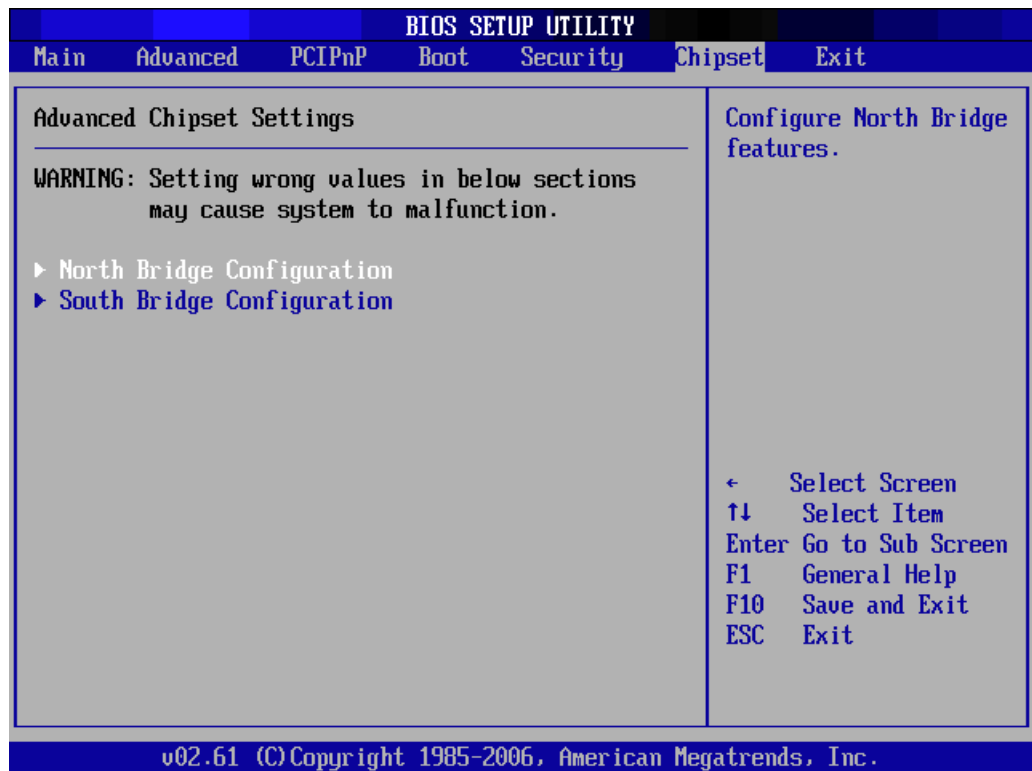 BIOS SETUP UTILITY
Main Advanced PCIPnP Boot Security Chipset Exit
Advanced Chipset Settings
WARNING: Setting wrong values in below sections
may cause system to malfunction.
▶ North Bridge Configuration
▶ South Bridge Configuration
Configure North Bridge
features.
← Select Screen
↑↓ Select Item
Enter Go to Sub Screen
F1 General Help
F10 Save and Exit
ESC Exit
v02.61 (C)Copyright 1985-2006, American Megatrends, Inc.